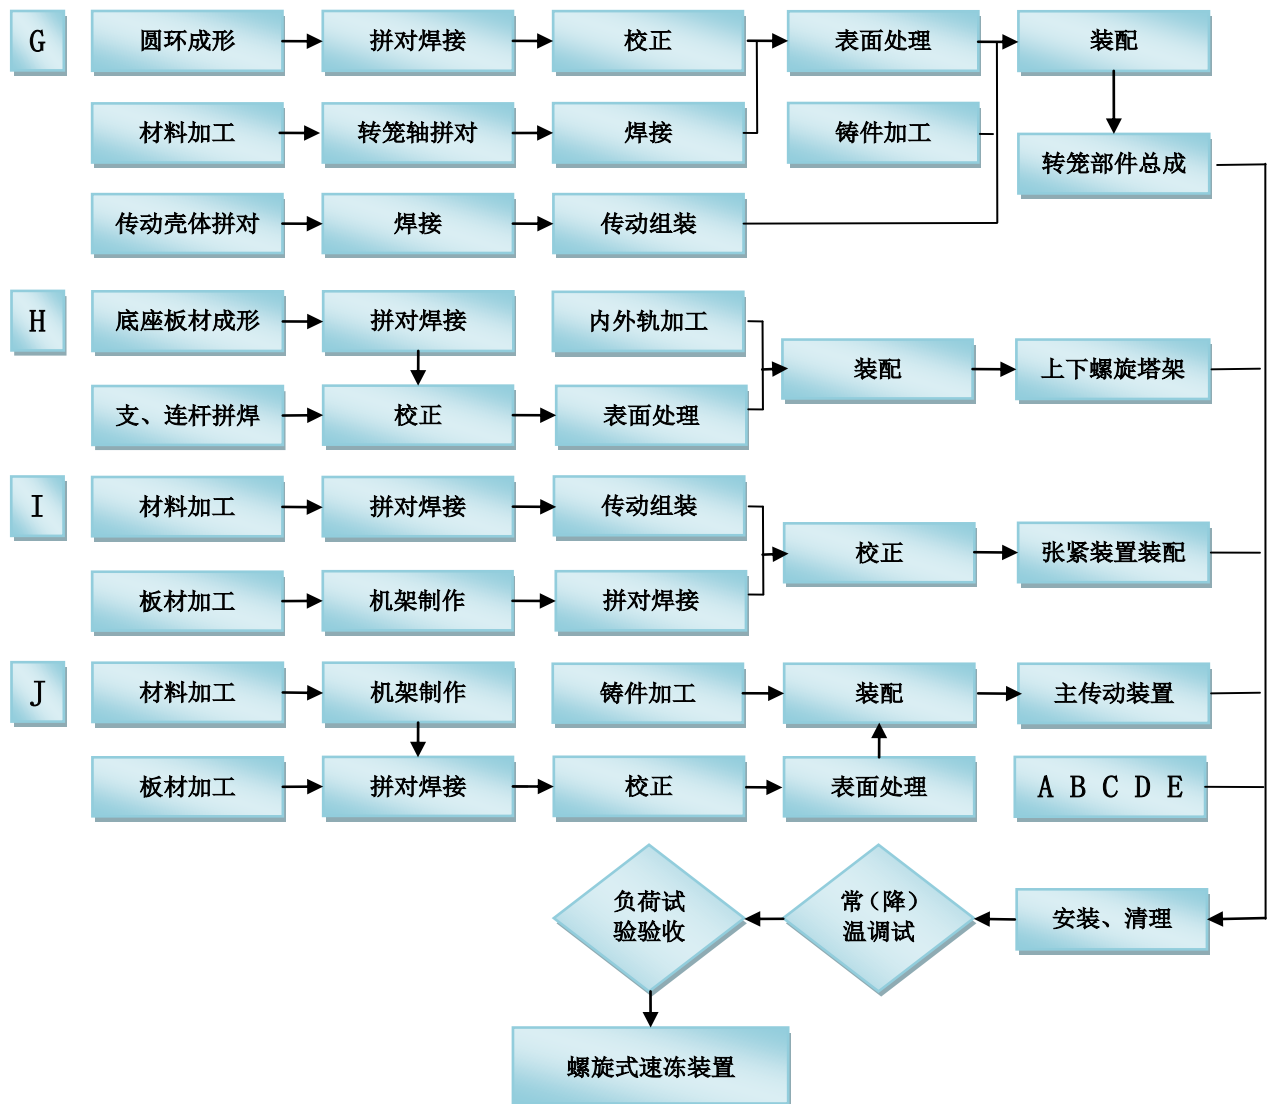 G
圆环成形
拼对焊接
校正
表面处理
装配
材料加工
转笼轴拼对
焊接
铸件加工
转笼部件总成
传动壳体拼对
焊接
传动组装
H
底座板材成形
拼对焊接
内外轨加工
装配
上下螺旋塔架
支、连杆拼焊
校正
表面处理
I
材料加工
拼对焊接
传动组装
校正
张紧装置装配
板材加工
机架制作
拼对焊接
J
材料加工
机架制作
铸件加工
装配
主传动装置
板材加工
拼对焊接
校正
表面处理
A B C D E
负荷试
验验收
常（降）
温调试
安装、清理
螺旋式速冻装置